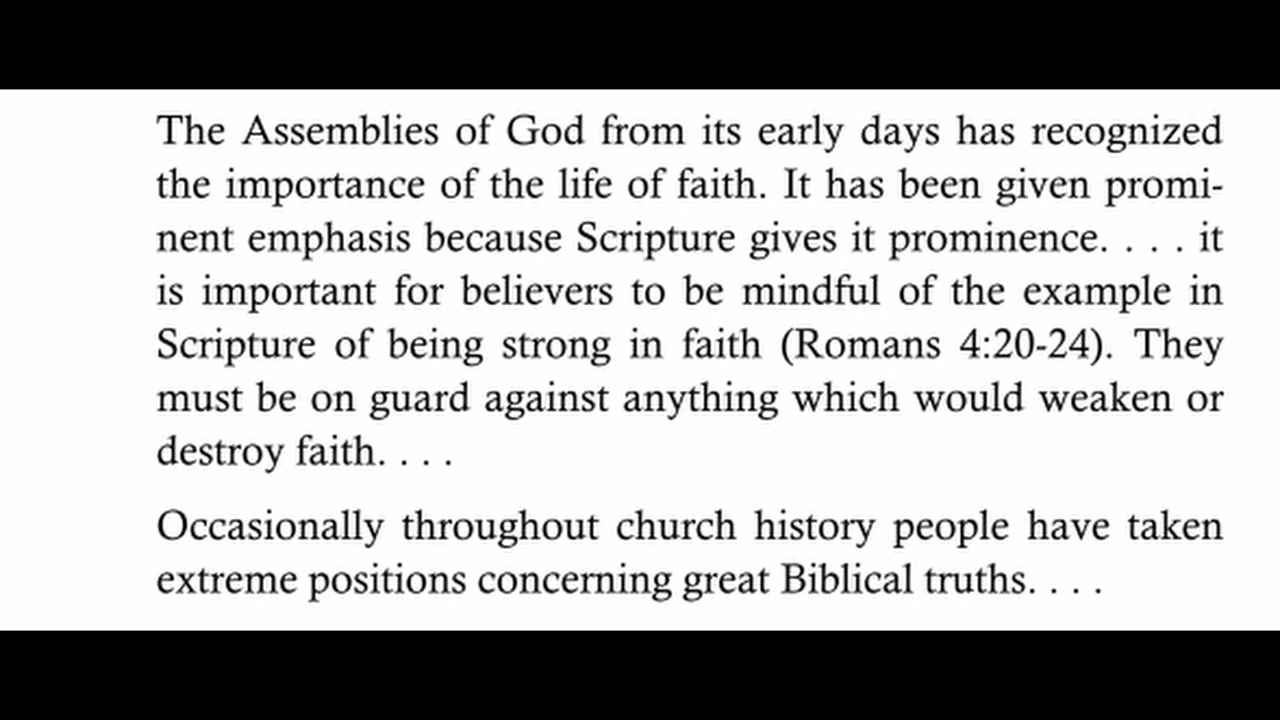 The Assemblies of God from its early days has recognized
the importance of the life of faith. It has been given promi-
nent emphasis because Scripture gives it prominence. . . . it
is important for believers to be mindful of the example in
Scripture of being strong in faith (Romans 4:20-24). They
must be on guard against anything which would weaken or
destroy faith. . . .
Occasionally throughout church history people have taken
extreme positions concerning great Biblical truths. . . .